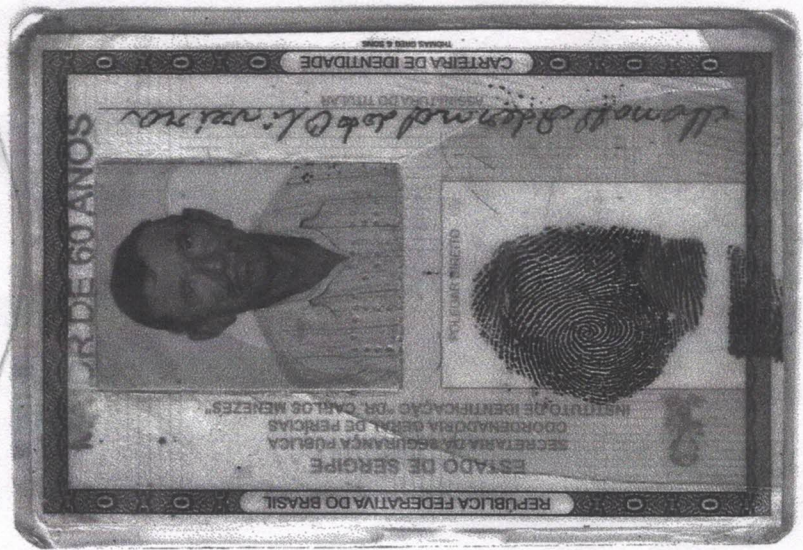 REPÚBLICA FEDERATIVA DO BRASIL
ESTADO DE SERGIPE
SECRETARIA DA SEGURANÇA PÚBLICA
COORDENADORIA GERAL DE PERÍCIAS
INSTITUTO DE IDENTIFICAÇÃO "DR. CARLOS MENEZES"
POLEGAR DIREITO
DE 60 ANOS
ASSINATURA DO TITULAR
CARTEIRA DE IDENTIDADE
THOMAS GREG & SONS